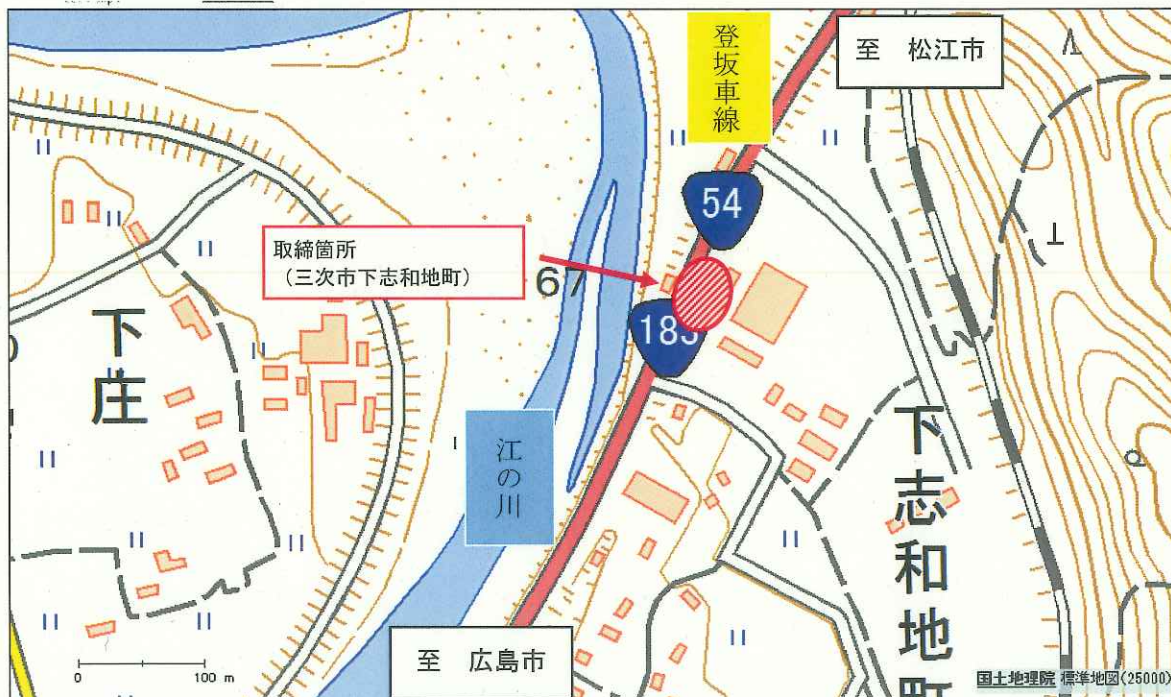 登坂車線
至 松江市
54
取締箇所
（三次市下志和地町）
67
183
下庄
江の川
下志和地町
至 広島市
0 100 m
国土地理院 標準地図(25000)